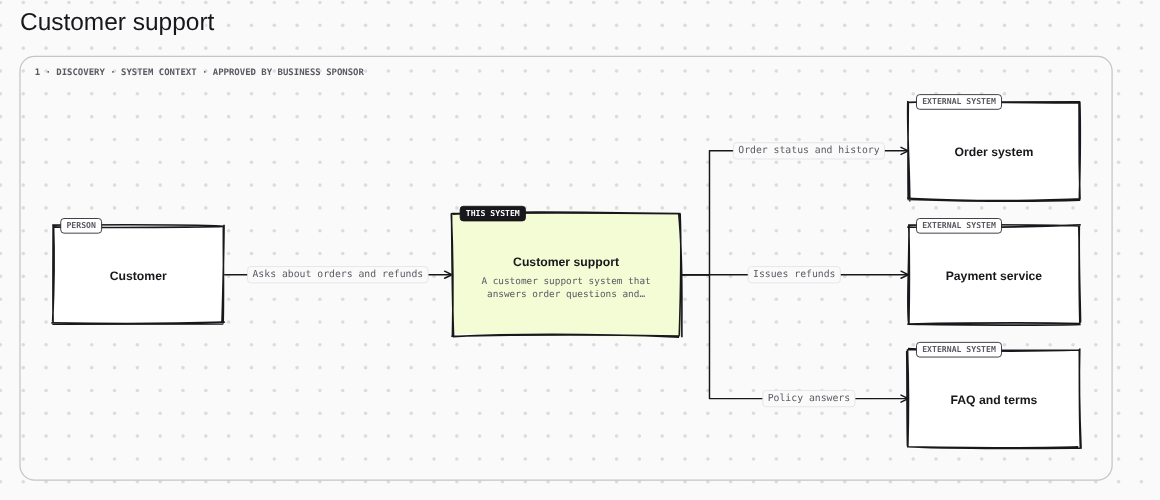 Customer support
1 · DISCOVERY · SYSTEM CONTEXT · APPROVED BY BUSINESS SPONSOR
EXTERNAL SYSTEM
Order system
Order status and history
PERSON
Customer
Asks about orders and refunds
THIS SYSTEM
Customer support
A customer support system that
answers order questions and…
Issues refunds
EXTERNAL SYSTEM
Payment service
EXTERNAL SYSTEM
FAQ and terms
Policy answers